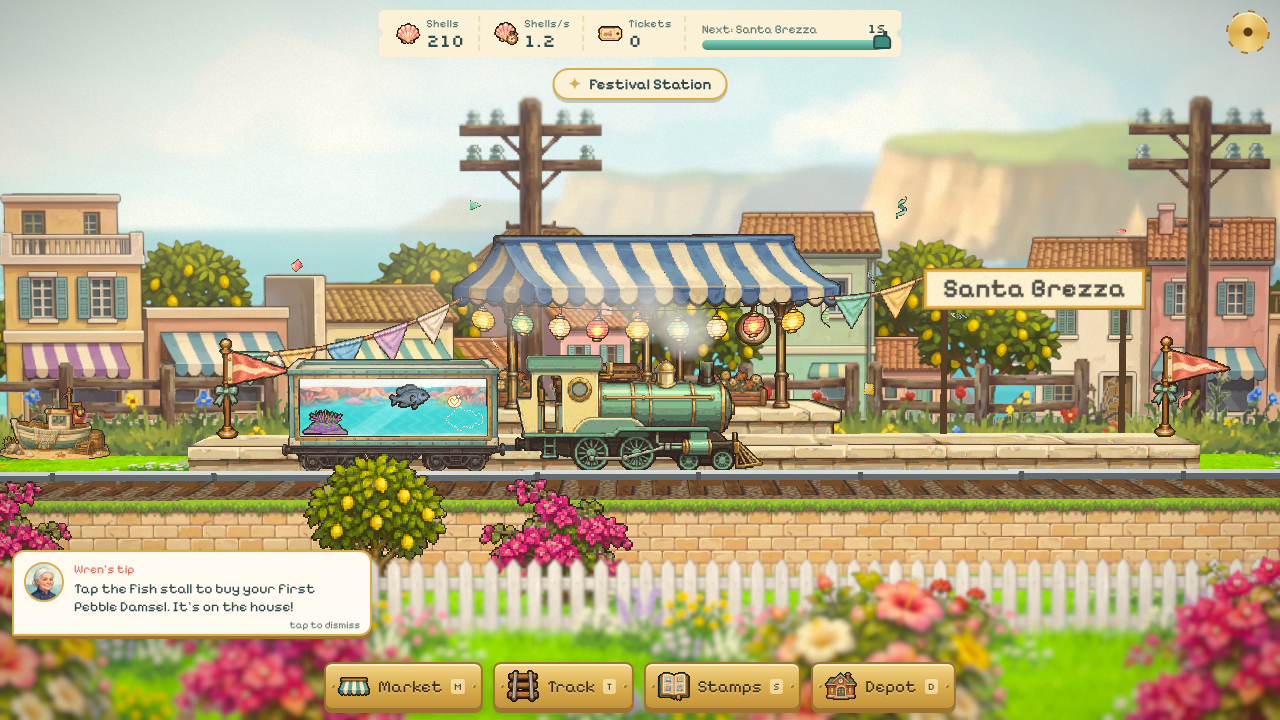 Shells
210
Shells/s
1.2
Tickets
0
Next: Santa Brezza
1s
Festival Station
Santa Brezza
Wren's tip
Tap the Fish stall to buy your first
Pebble Damsel. It's on the house!
tap to dismiss
Market M
Track T
Stamps S
Depot D